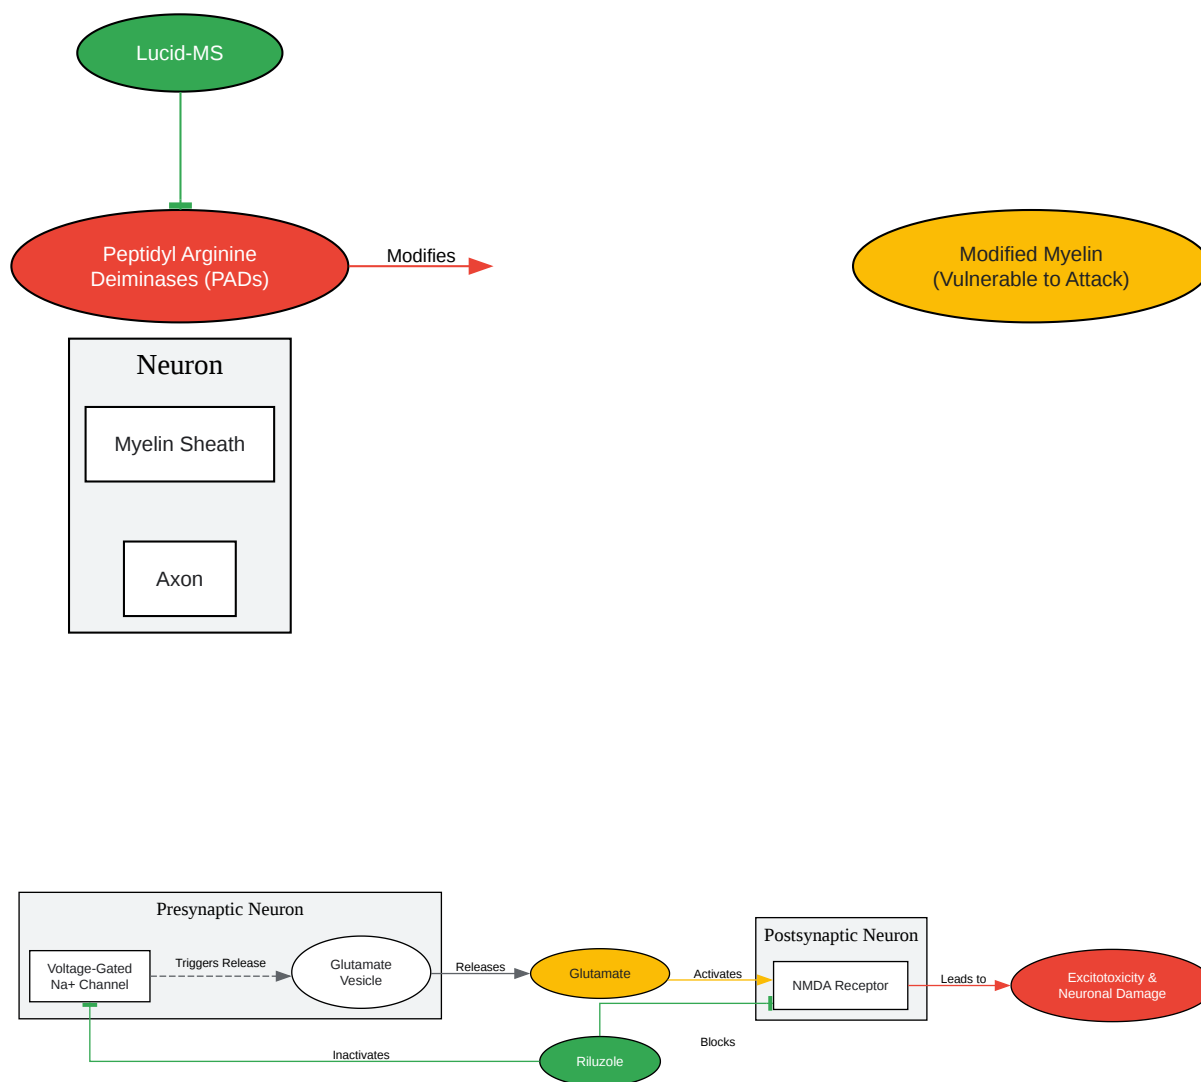 Lucid-MS
Peptidyl Arginine
Deiminases (PADs)
Modifies
Modified Myelin
(Vulnerable to Attack)
Neuron
Myelin Sheath
Axon
Presynaptic Neuron
Voltage-Gated
Na+ Channel
Triggers Release
Glutamate
Vesicle
Releases
Glutamate
Activates
Postsynaptic Neuron
NMDA Receptor
Leads to
Excitotoxicity &
Neuronal Damage
Inactivates
Riluzole
Blocks